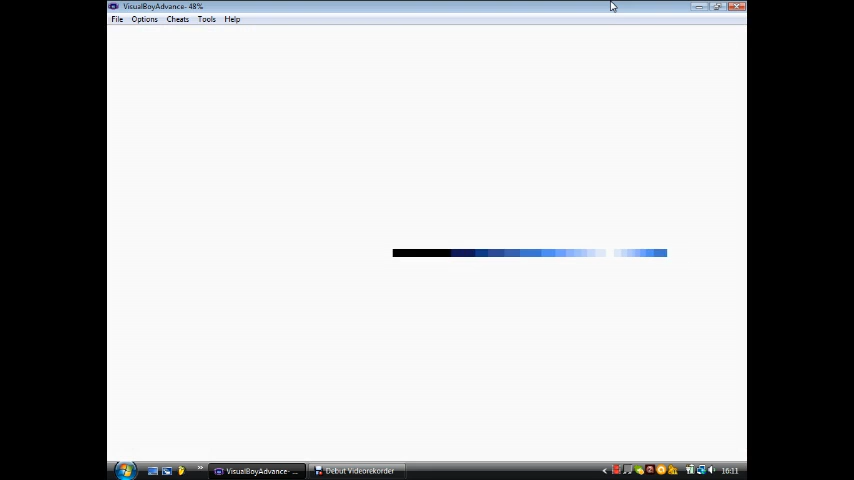 VisualBoyAdvance- 48%
File Options Cheats Tools Help
VisualBoyAdvance- ...
Debut Videorekorder
16:11